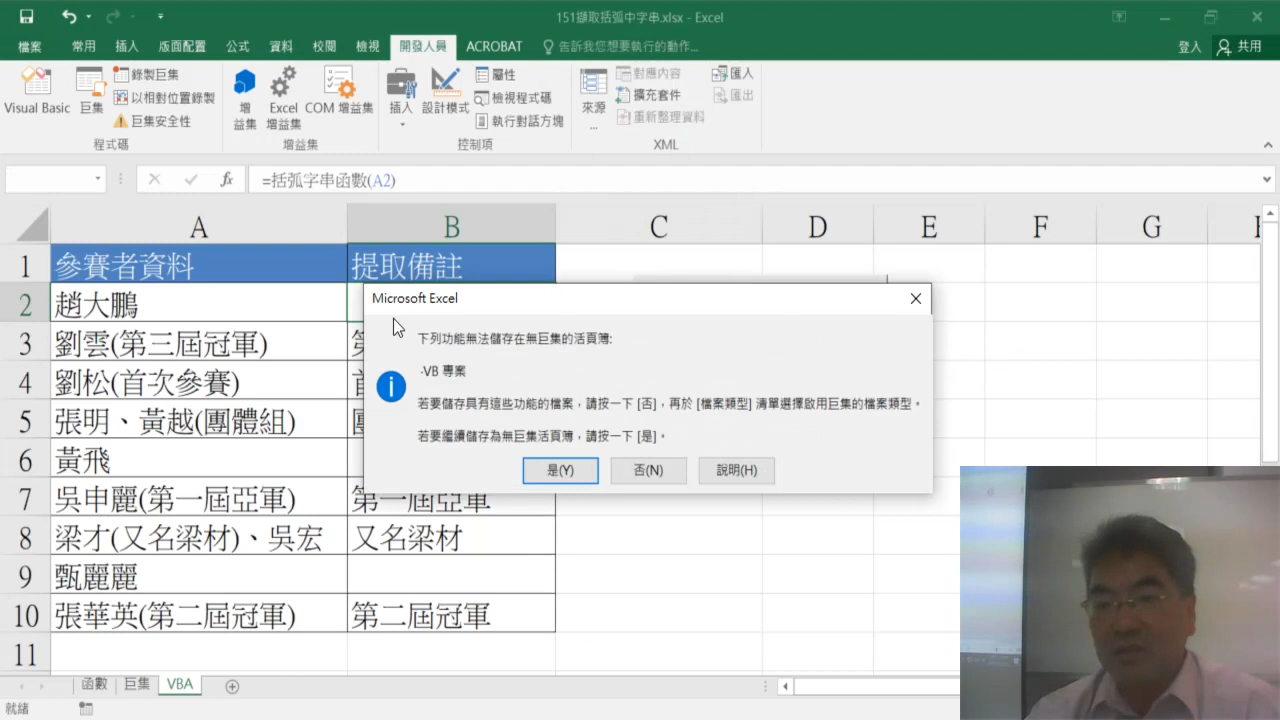 151擷取括弧中字串.xlsx - Excel
檔案 常用 插入 版面配置 公式 資料 校閱 檢視 開發人員 ACROBAT 告訴我您想要執行的動作... 登入 共用
Visual Basic 巨集 錄製巨集 以相對位置錄製 巨集安全性
程式碼
增益集 Excel 增益集 COM 增益集
增益集
插入 設計模式 屬性 檢視程式碼 執行對話方塊
控制項
來源... 對應內容 擴充套件 重新整理資料 匯入 匯出
XML
fx =括弧字串函數(A2)
A B C D E F G
1 參賽者資料 提取備註
2 趙大鵬
3 劉雲(第三屆冠軍)
4 劉松(首次參賽)
5 張明、黃越(團體組)
6 黃飛
7 吳申麗(第一屆亞軍) 第一屆亞軍
8 梁才(又名梁材)、吳宏 又名梁材
9 甄麗麗
10 張華英(第二屆冠軍) 第二屆冠軍
11
Microsoft Excel
下列功能無法儲存在無巨集的活頁簿:
‧VB 專案
若要儲存具有這些功能的檔案，請按一下 [否]，再於 [檔案類型] 清單選擇啟用巨集的檔案類型。
若要繼續儲存為無巨集活頁簿，請按一下 [是]。
是(Y) 否(N) 說明(H)
函數 巨集 VBA
就緒